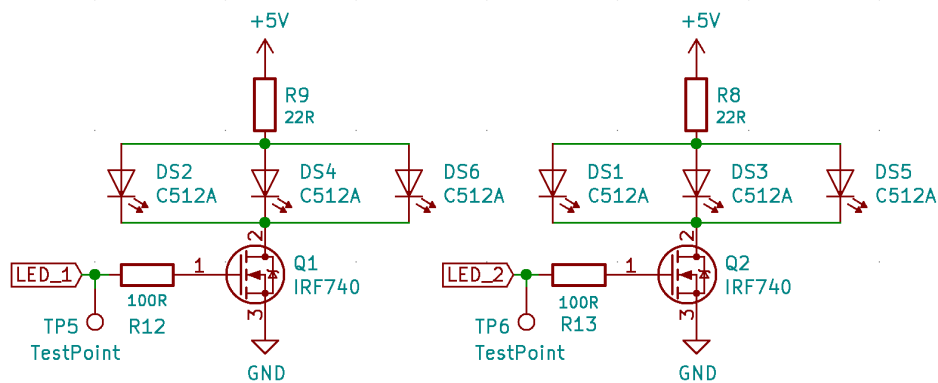 +5V
R9
22R
DS2
C512A
DS4
C512A
DS6
C512A
2
LED_1
1
Q1
IRF740
100R
R12
3
TP5
TestPoint
GND
+5V
R8
22R
DS1
C512A
DS3
C512A
DS5
C512A
2
LED_2
1
Q2
IRF740
100R
R13
3
TP6
TestPoint
GND